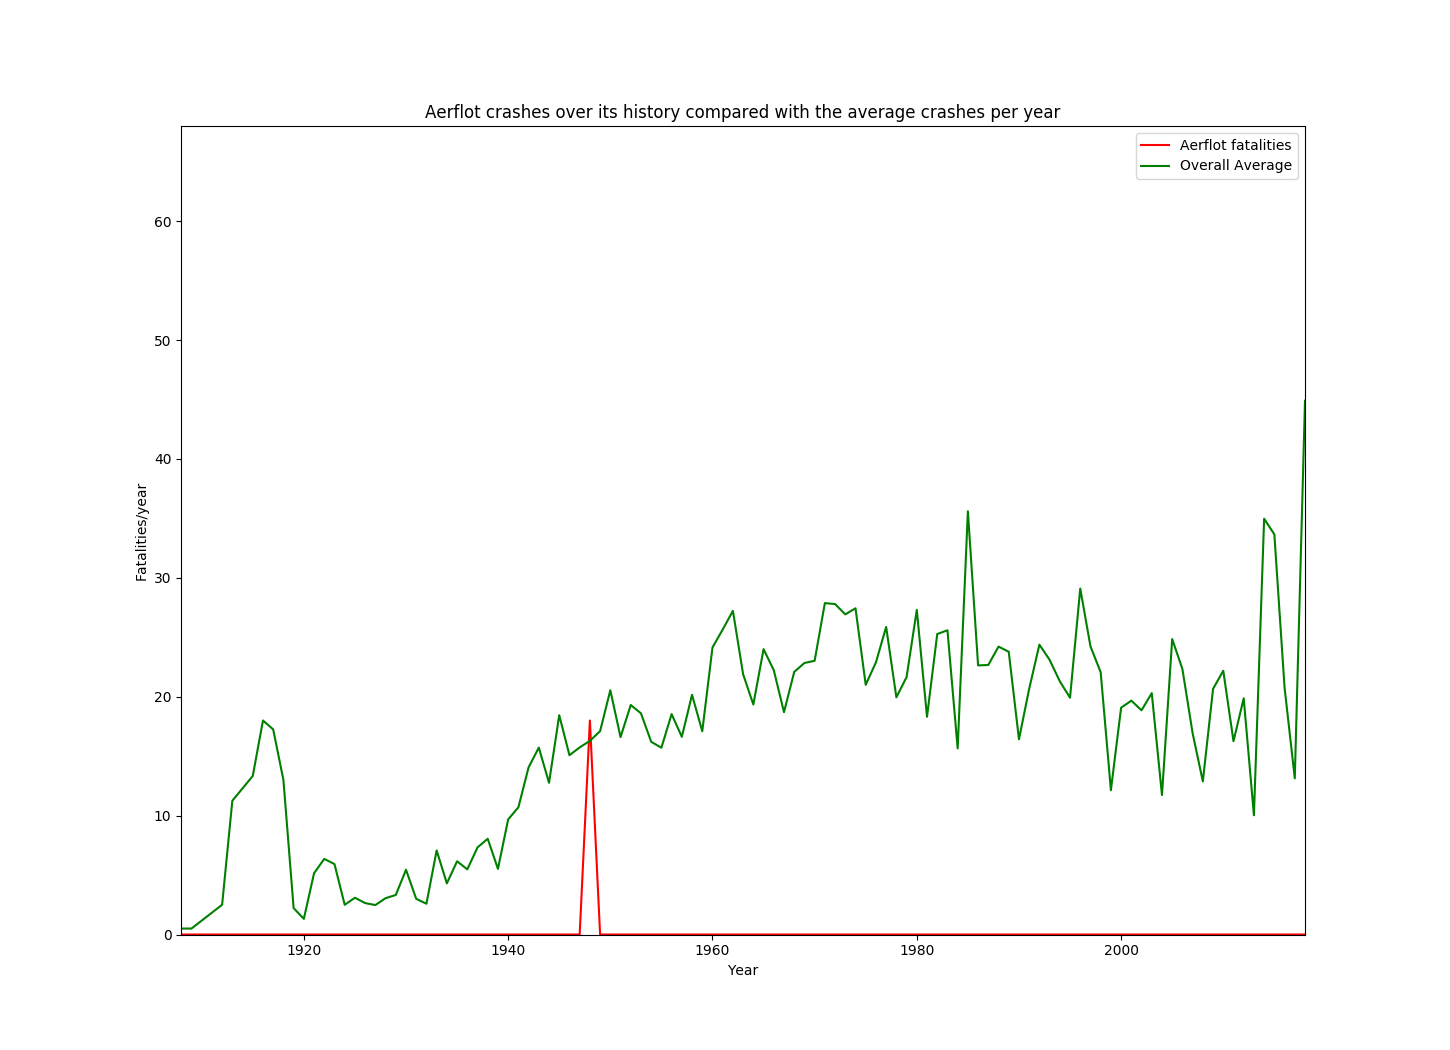 Aerflot crashes over its history compared with the average crashes per year
Aerflot fatalities
Overall Average
60
50
40
30
20
10
0
Fatalities/year
1920
1940
1960
1980
2000
Year